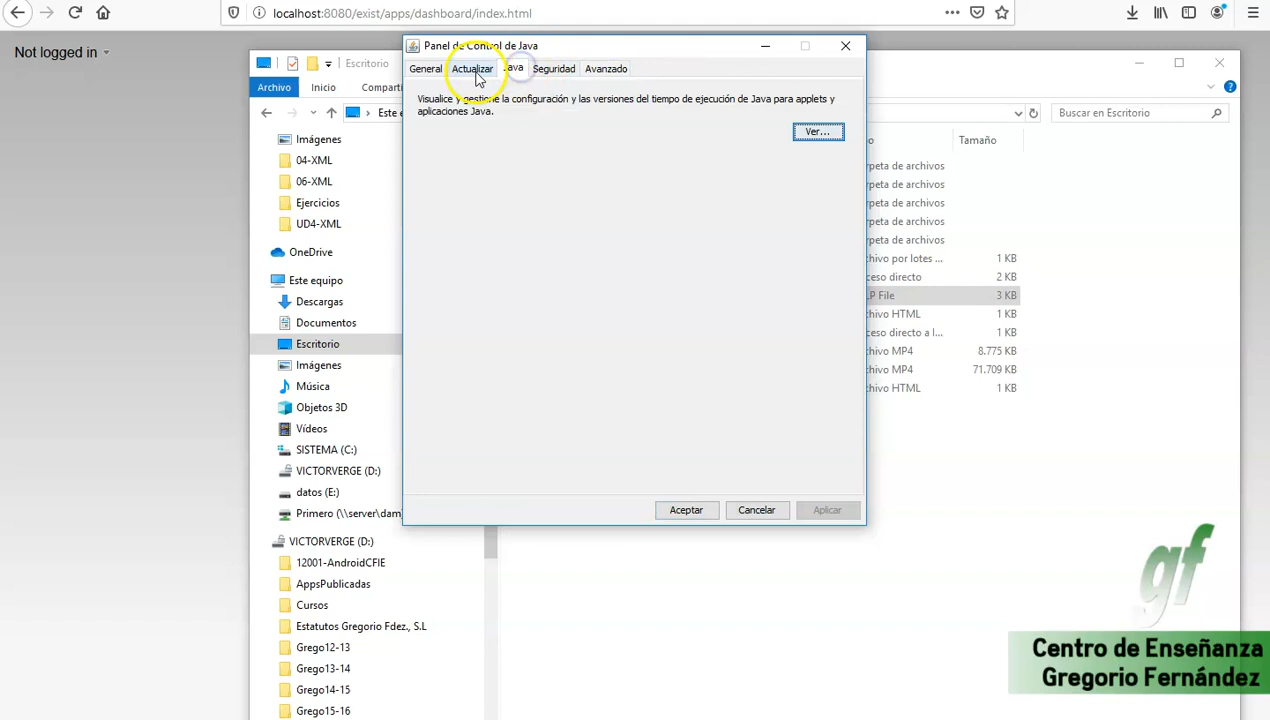 localhost:8080/exist/apps/dashboard/index.html
Not logged in
Escritorio
Archivo
Inicio
Comparti
Este e
Buscar en Escritorio
Imágenes
04-XML
06-XML
Ejercicios
UD4-XML
OneDrive
Este equipo
Descargas
Documentos
Escritorio
Imágenes
Música
Objetos 3D
Vídeos
SISTEMA (C:)
VICTORVERGE (D:)
datos (E:)
Primero (\\server\dam
VICTORVERGE (D:)
12001-AndroidCFIE
AppsPublicadas
Cursos
Estatutos Gregorio Fdez., S.L
Grego12-13
Grego13-14
Grego14-15
Grego15-16
Panel de Control de Java
General Actualizar Java Seguridad Avanzado
Visualice y gestione la configuración y las versiones del tiempo de ejecución de Java para applets y
aplicaciones Java.
Ver...
Aceptar Cancelar Aplicar
o Tamaño
rpeta de archivos
rpeta de archivos
rpeta de archivos
rpeta de archivos
rpeta de archivos
chivo por lotes ... 1 KB
ceso directo 2 KB
LP File 3 KB
chivo HTML 1 KB
ceso directo a l... 1 KB
chivo MP4 8.775 KB
chivo MP4 71.709 KB
chivo HTML 1 KB
gf
Centro de Enseñanza
Gregorio Fernández